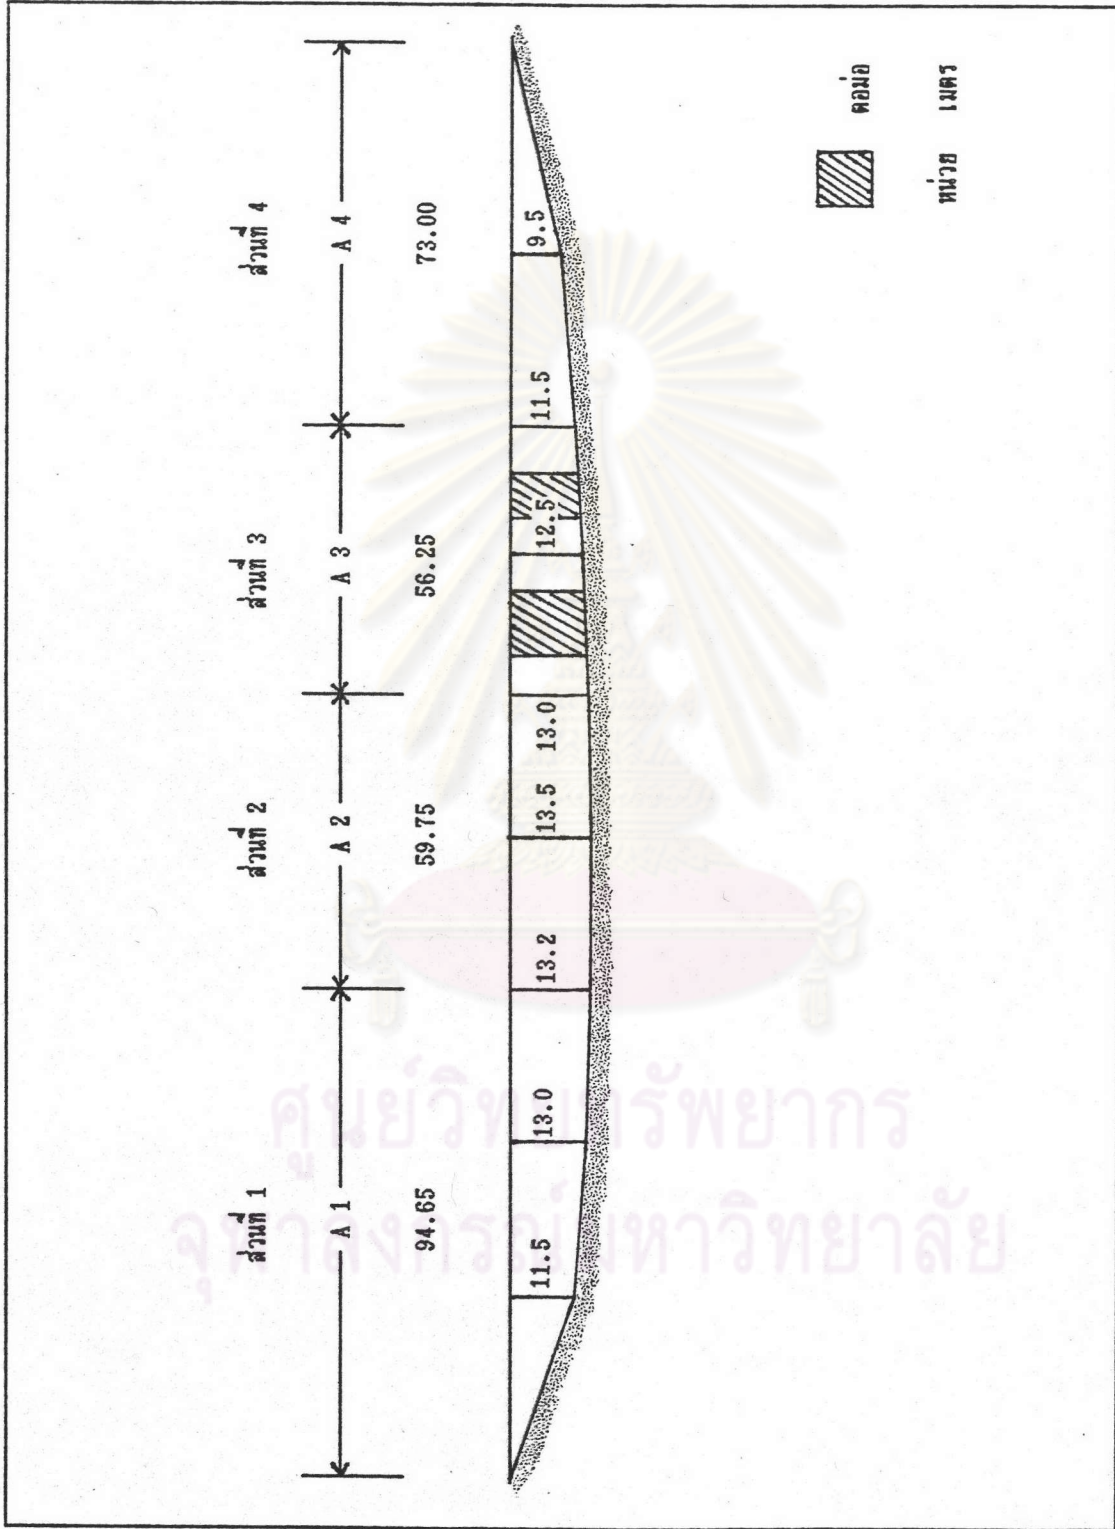 ส่วนที่ 1 ส่วนที่ 2 ส่วนที่ 3 ส่วนที่ 4
A 1 A 2 A 3 A 4
94.65 59.75 56.25 73.00
11.5 13.0 13.2 13.5 13.0 12.5 11.5 9.5
ตอม่อ
หน่วย เมตร
ศูนย์วิทยทรัพยากร
จุฬาลงกรณ์มหาวิทยาลัย